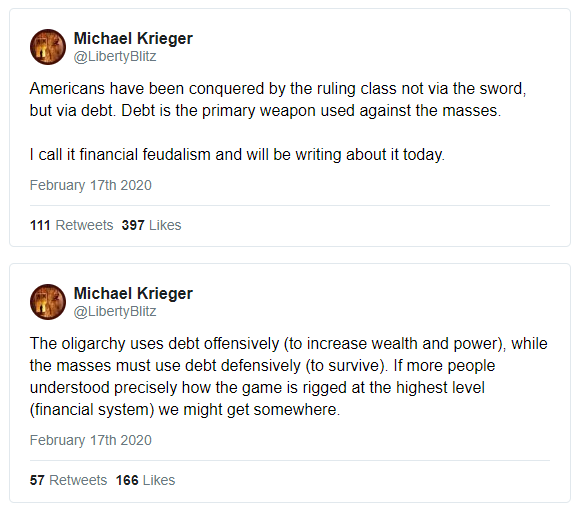 Michael Krieger
@LibertyBlitz
Americans have been conquered by the ruling class not via the sword,
but via debt. Debt is the primary weapon used against the masses.
I call it financial feudalism and will be writing about it today.
February 17th 2020
111 Retweets 397 Likes
Michael Krieger
@LibertyBlitz
The oligarchy uses debt offensively (to increase wealth and power), while
the masses must use debt defensively (to survive). If more people
understood precisely how the game is rigged at the highest level
(financial system) we might get somewhere.
February 17th 2020
57 Retweets 166 Likes